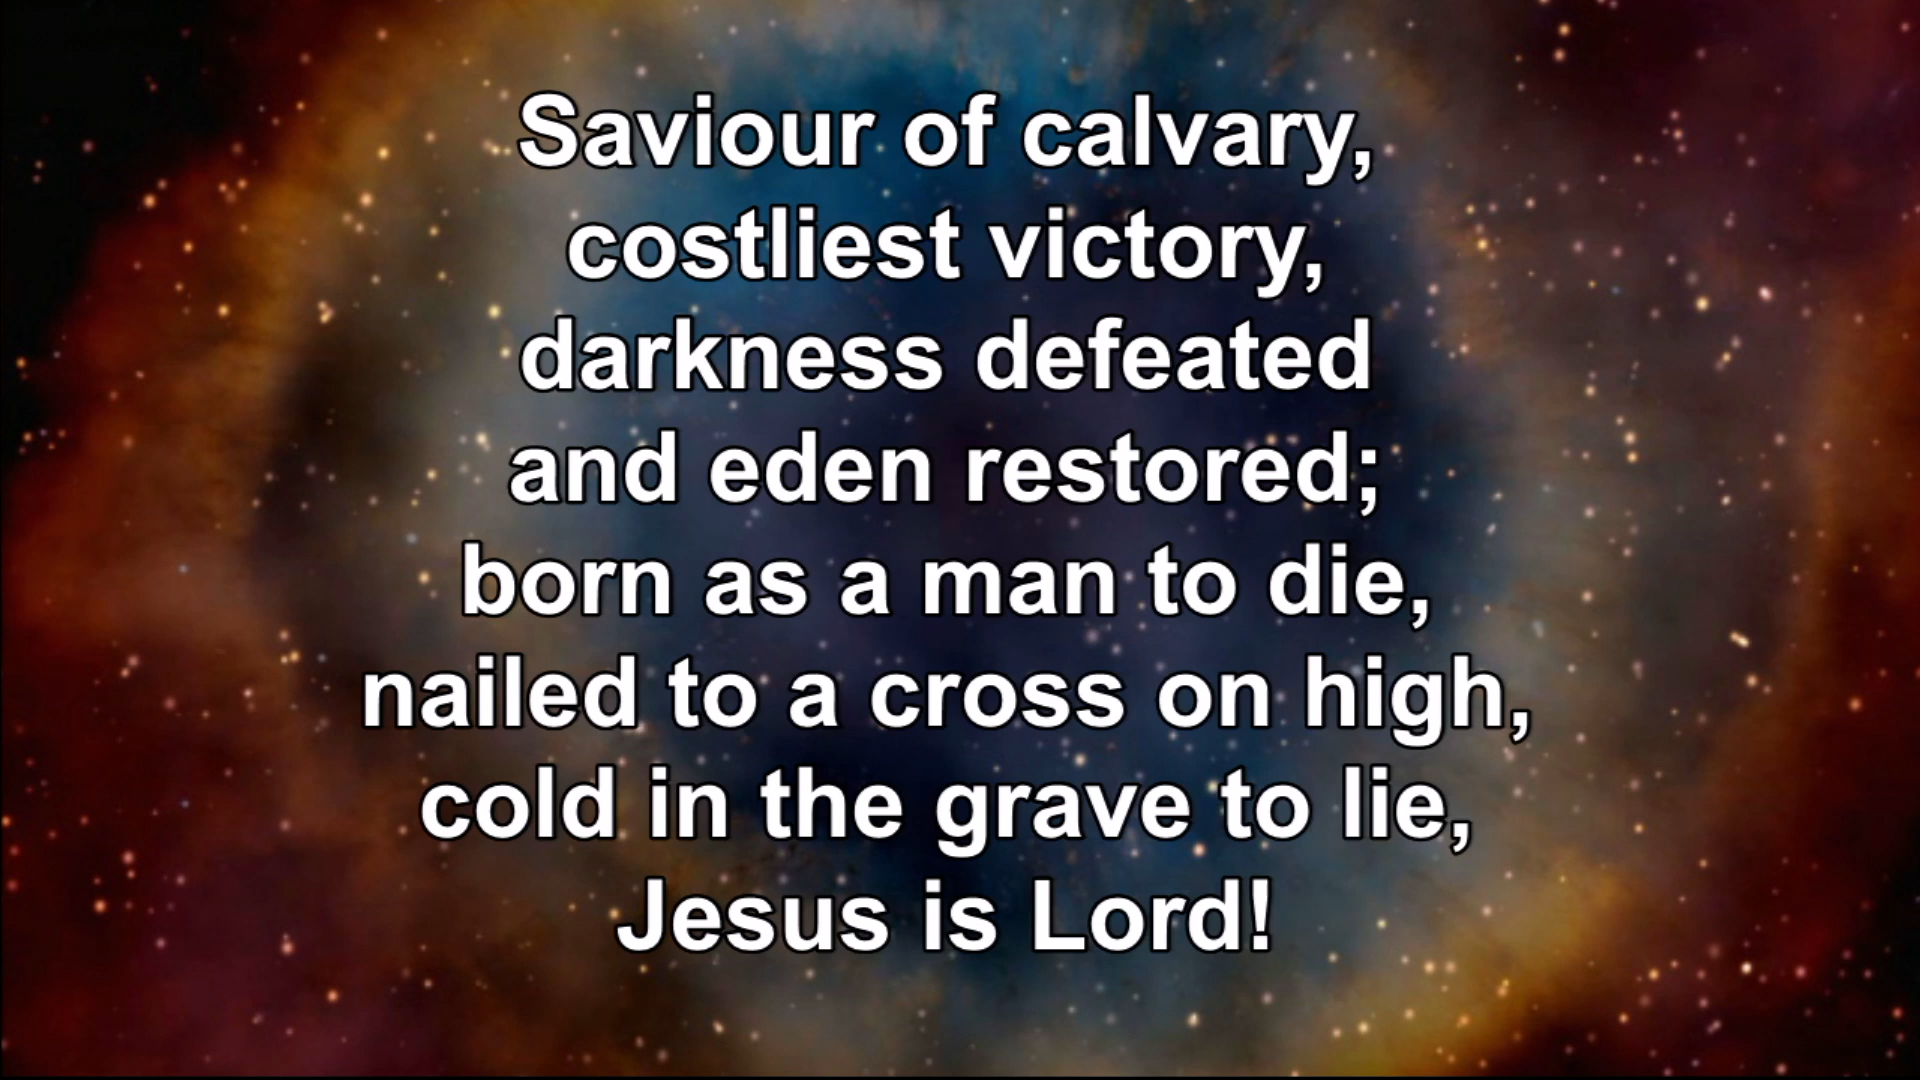 Saviour of calvary,
costliest victory,
darkness defeated
and eden restored;
born as a man to die,
nailed to a cross on high,
cold in the grave to lie,
Jesus is Lord!